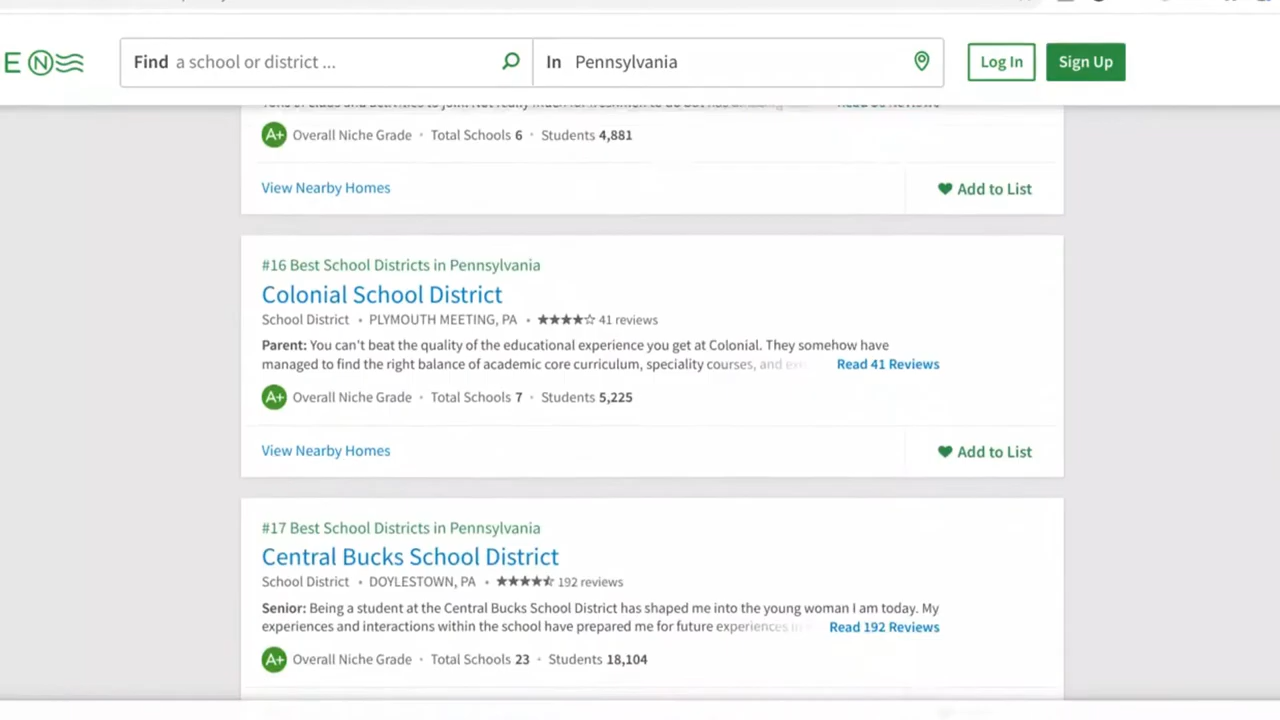 E N
Find a school or district ...
In Pennsylvania
Log In
Sign Up
A+ Overall Niche Grade • Total Schools 6 • Students 4,881
View Nearby Homes
Add to List
#16 Best School Districts in Pennsylvania
Colonial School District
School District • PLYMOUTH MEETING, PA • ★★★★☆ 41 reviews
Parent: You can't beat the quality of the educational experience you get at Colonial. They somehow have
managed to find the right balance of academic core curriculum, speciality courses, and Read 41 Reviews
A+ Overall Niche Grade • Total Schools 7 • Students 5,225
View Nearby Homes
Add to List
#17 Best School Districts in Pennsylvania
Central Bucks School District
School District • DOYLESTOWN, PA • 192 reviews
Senior: Being a student at the Central Bucks School District has shaped me into the young woman I am today. My
experiences and interactions within the school have prepared me for future experiences Read 192 Reviews
A+ Overall Niche Grade • Total Schools 23 • Students 18,104